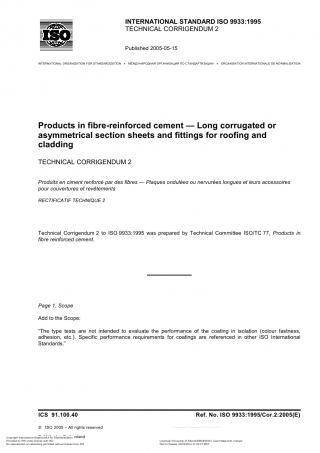 ISO
INTERNATIONAL STANDARD ISO 9933:1995
TECHNICAL CORRIGENDUM 2
Published 2005-05-15
INTERNATIONAL ORGANIZATION FOR STANDARDIZATION • МЕЖДУНАРОДНАЯ ОРГАНИЗАЦИЯ ПО СТАНДАРТИЗАЦИИ • ORGANISATION INTERNATIONALE DE NORMALISATION
Products in fibre-reinforced cement — Long corrugated or
asymmetrical section sheets and fittings for roofing and
cladding
TECHNICAL CORRIGENDUM 2
Produits en ciment renforcé par des fibres — Plaques ondulées ou nervurées longues et leurs accessoires
pour couvertures et revêtements
RECTIFICATIF TECHNIQUE 2
Technical Corrigendum 2 to ISO 9933:1995 was prepared by Technical Committee ISO/TC 77, Products in
fibre reinforced cement.
Page 1, Scope
Add to the Scope:
“The type tests are not intended to evaluate the performance of the coating in isolation (colour fastness,
adhesion, etc.). Specific performance requirements for coatings are referenced in other ISO International
Standards.”
ICS 91.100.40
Ref. No. ISO 9933:1995/Cor.2:2005(E)
© ISO 2005 – All rights reserved